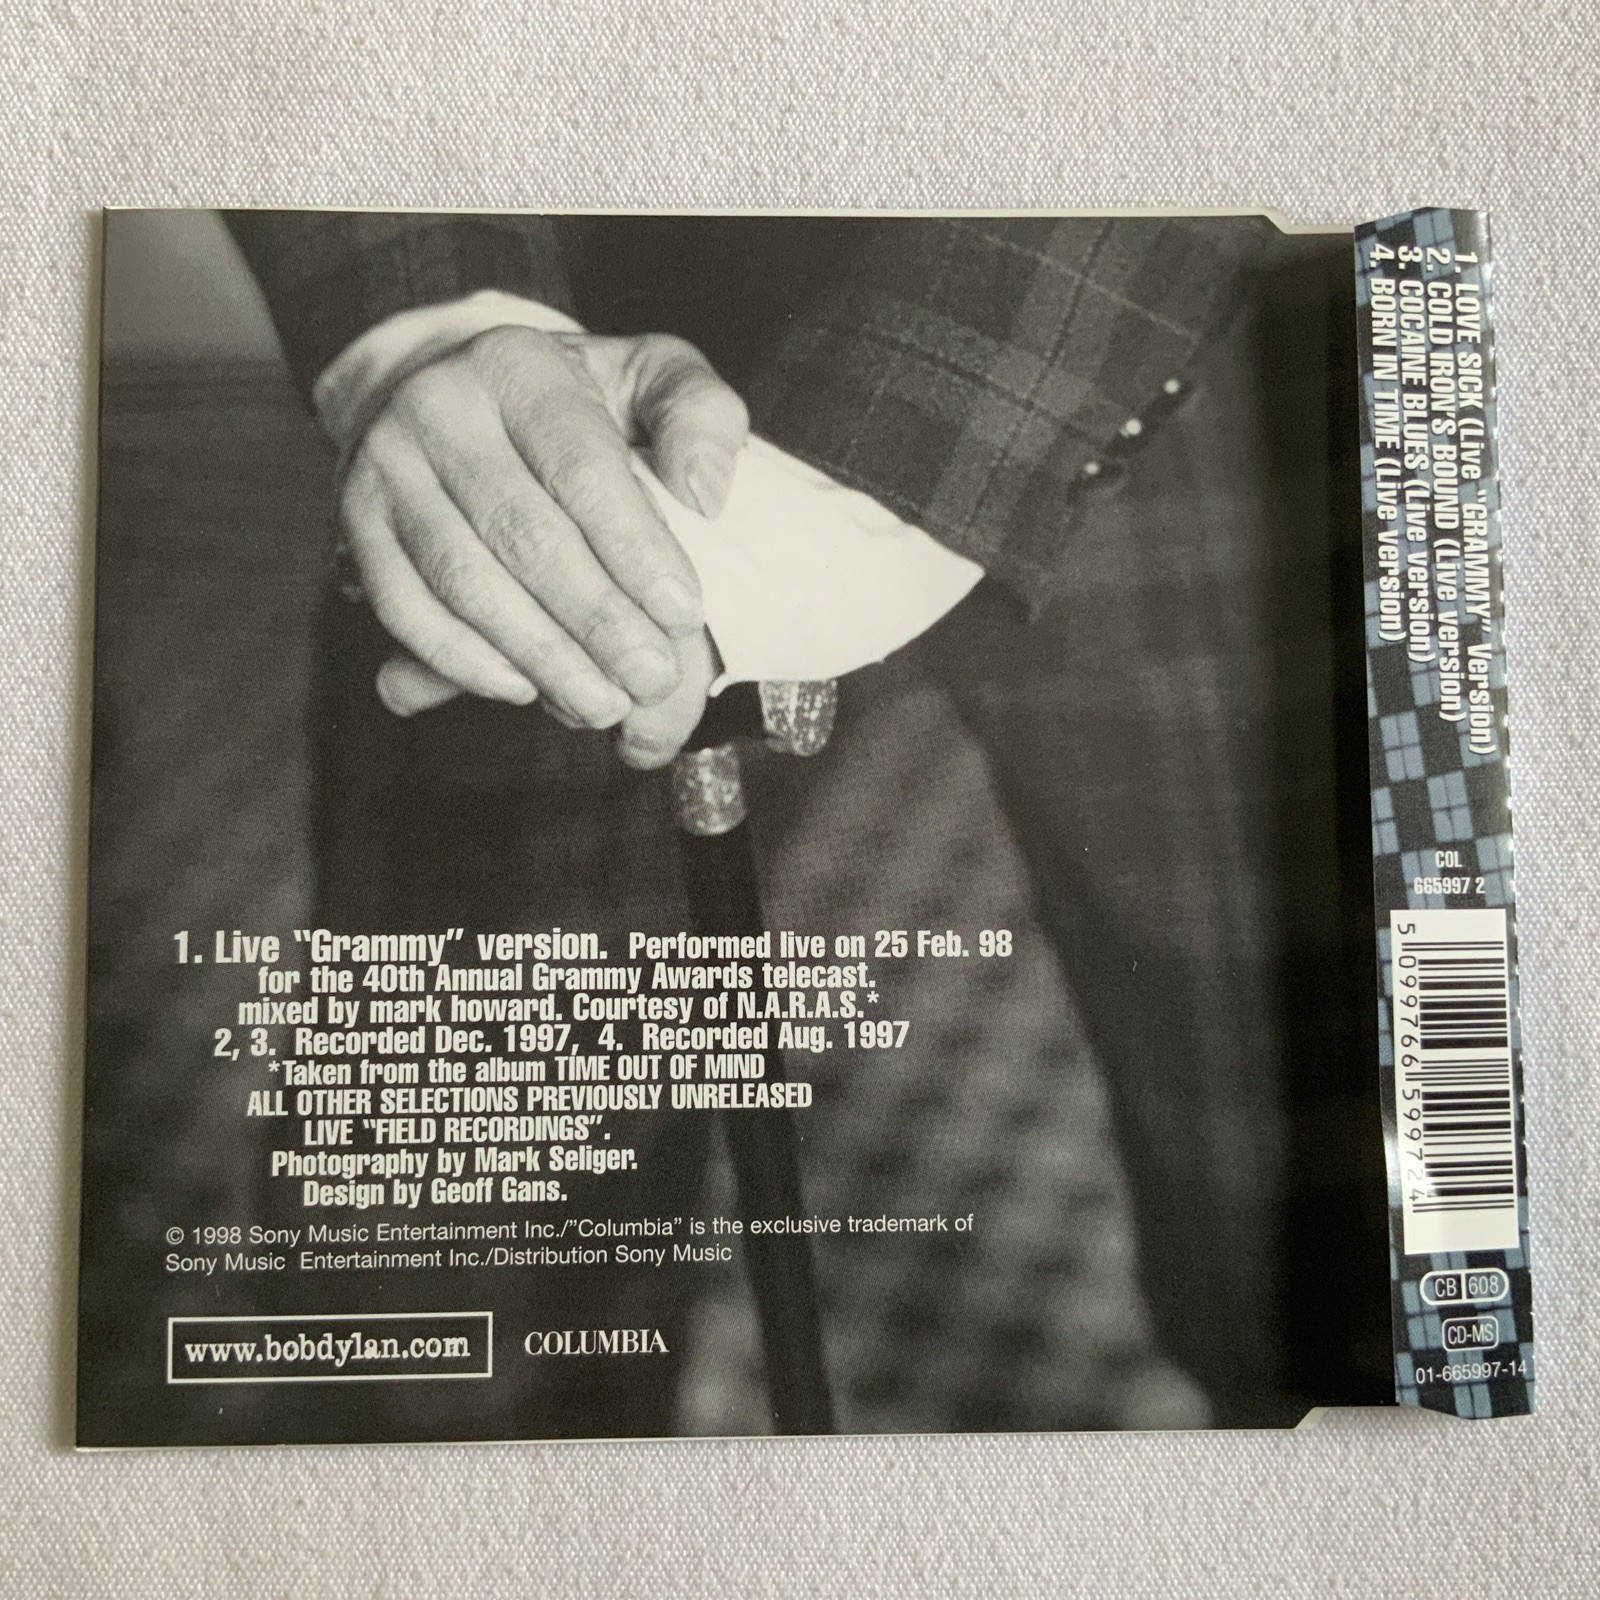 1. Live "Grammy" version. Performed live on 25 Feb. 98
for the 40th Annual Grammy Awards telecast.
mixed by mark howard. Courtesy of N.A.R.A.S.*
2, 3. Recorded Dec. 1997, 4. Recorded Aug. 1997
*Taken from the album TIME OUT OF MIND
ALL OTHER SELECTIONS PREVIOUSLY UNRELEASED
LIVE "FIELD RECORDINGS".
Photography by Mark Seliger.
Design by Geoff Gans.
© 1998 Sony Music Entertainment Inc./"Columbia" is the exclusive trademark of
Sony Music Entertainment Inc./Distribution Sony Music
www.bobdylan.com
COLUMBIA
1. LOVE SICK (Live "GRAMMY" Version)
2. COLD IRON'S BOUND (Live version)
3. COCAINE BLUES (Live version)
4. BORN IN TIME (Live version)
COL
665997 2
5 099766 599724
CB 608
CD-MS
01-665997-14